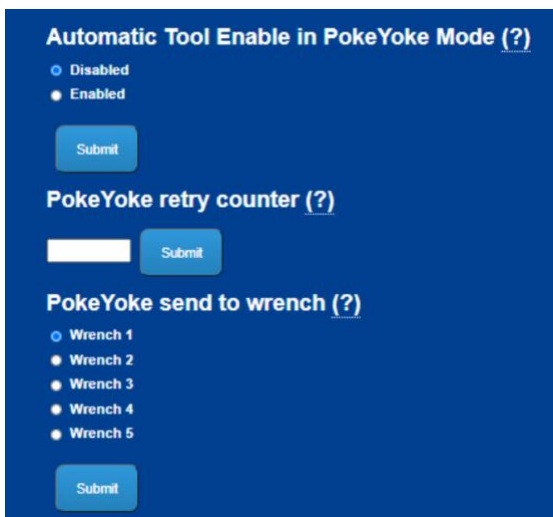 Automatic Tool Enable in PokeYoke Mode (?)
Disabled
Enabled
Submit
PokeYoke retry counter (?)
Submit
PokeYoke send to wrench (?)
Wrench 1
Wrench 2
Wrench 3
Wrench 4
Wrench 5
Submit